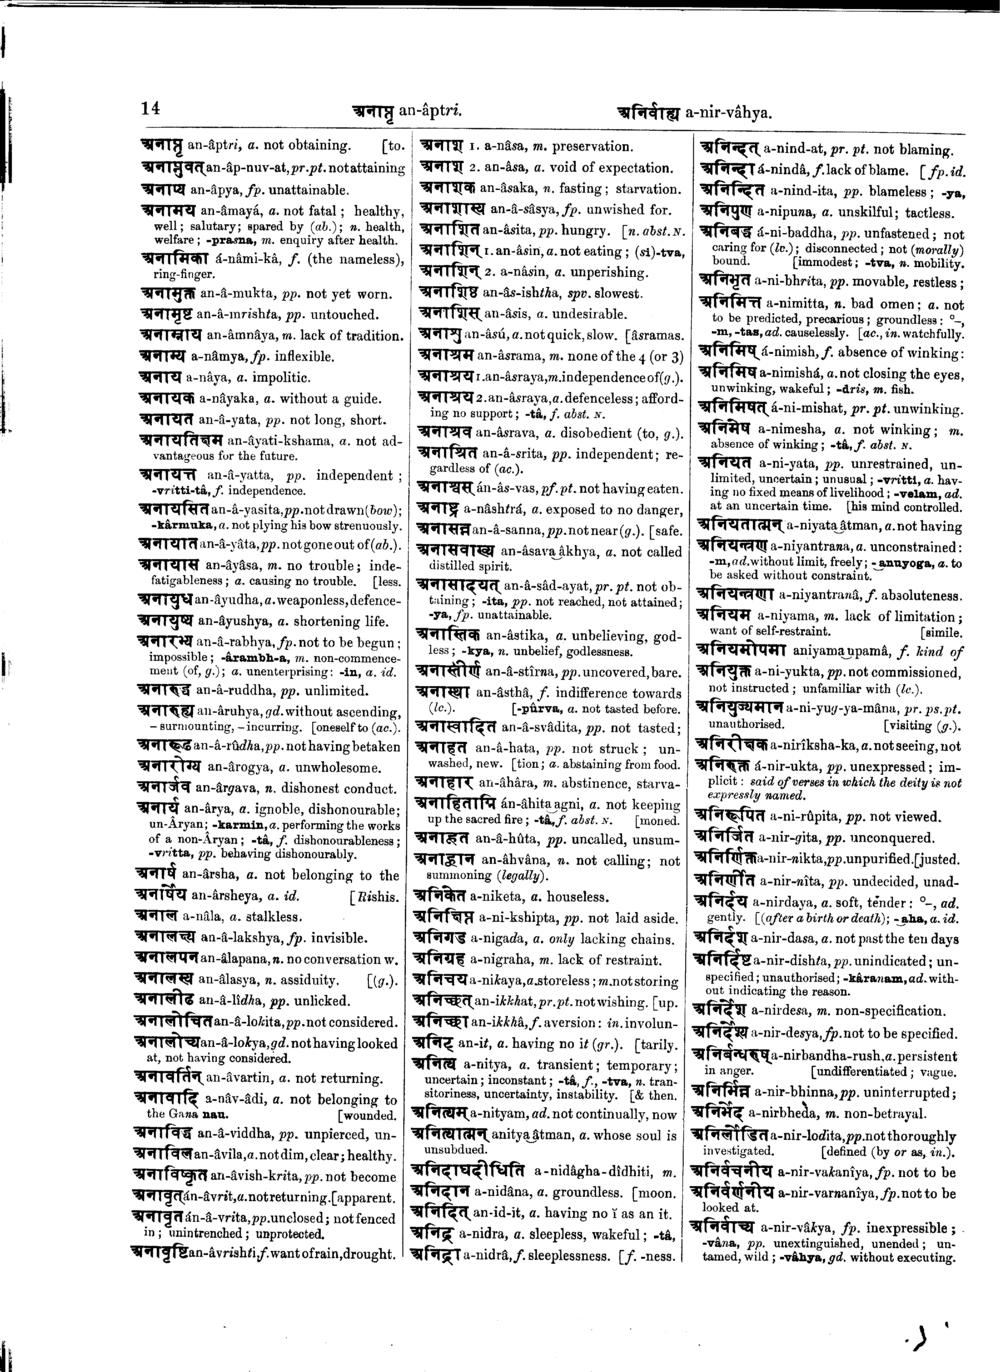 14
अनाप्तृ an-âptri.
अनिर्वाह्य a-nir-vâhya.
अनाप्तृ an-âptri, a. not obtaining. [to.
अनाप्नुवत् an-âp-nuv-at, pr. pt. not attaining
अनाप्य an-âpya, fp. unattainable.
अनामय an-âmayá, a. not fatal; healthy,
well; salutary; spared by (ab.); n. health,
welfare; -prasna, m. enquiry after health.
अनामिका á-nâmi-kâ, f. (the nameless),
ring-finger.
अनामुक्त an-â-mukta, pp. not yet worn.
अनामृष्ट an-â-mrishta, pp. untouched.
अनाम्नाय an-âmnâya, m. lack of tradition.
अनाम्य a-nâmya, fp. inflexible.
अनाय a-nâya, a. impolitic.
अनायक a-nâyaka, a. without a guide.
अनायत an-â-yata, pp. not long, short.
अनायतिक्षम an-âyati-kshama, a. not ad-
vantageous for the future.
अनायत्त an-â-yatta, pp. independent;
-vritti-tâ, f. independence.
अनायसित an-â-yasita, pp. not drawn (bow);
-kârmuka, a. not plying his bow strenuously.
अनायात an-â-yâta, pp. not gone out of (ab.).
अनायास an-âyâsa, m. no trouble; inde-
fatigableness; a. causing no trouble. [less.
अनायुध an-âyudha, a. weaponless, defence-
अनायुष्य an-âyushya, a. shortening life.
अनारभ्य an-â-rabhya, fp. not to be begun;
impossible; -ârambh-a, m. non-commence-
ment (of, g.); a. unenterprising: -in, a. id.
अनारुद्ध an-â-ruddha, pp. unlimited.
अनारुह्य an-âruhya, gd. without ascending,
– surmounting, – incurring. [oneself to (ac.).
अनारूढ an-â-rûdha, pp. not having betaken
अनारोग्य an-ârogya, a. unwholesome.
अनार्जव an-ârgava, n. dishonest conduct.
अनार्य an-ârya, a. ignoble, dishonourable;
un-Âryan; -karmin, a. performing the works
of a non-Âryan; -tâ, f. dishonourableness;
-vritta, pp. behaving dishonourably.
अनार्ष an-ârsha, a. not belonging to the
अनार्षेय an-ârsheya, a. id. [Rishis.
अनाल a-nâla, a. stalkless.
अनालक्ष्य an-â-lakshya, fp. invisible.
अनालपन an-âlapana, n. no conversation w.
अनालस्य an-âlasya, n. assiduity. [(g.).
अनालीढ an-â-lîdha, pp. unlicked.
अनालोचित an-â-lokita, pp. not considered.
अनालोच्य an-â-lokya, gd. not having looked
at, not having considered.
अनावर्तिन् an-âvartin, a. not returning.
अनावादि a-nâv-âdi, a. not belonging to
the Gana nau. [wounded.
अनाविद्ध an-â-viddha, pp. unpierced, un-
अनाविल an-âvila, a. not dim, clear; healthy.
अनाविष्कृत an-âvish-krita, pp. not become
अनावृत् án-âvrit, a. not returning. [apparent.
अनावृत án-â-vrita, pp. unclosed; not fenced
in; unintrenched; unprotected.
अनावृष्टि an-âvrishti, f. want of rain, drought.
अनाश् 1. a-nâsa, m. preservation.
अनाश 2. an-âsa, a. void of expectation.
अनाशक an-âsaka, n. fasting; starvation.
अनाशास्य an-â-sâsya, fp. unwished for.
अनाशित an-âsita, pp. hungry. [n. abst. N.
अनाशिन् 1. an-âsin, a. not eating; (si)-tva,
अनाशिन् 2. a-nâsin, a. unperishing.
अनाशिष्ठ an-âs-ishtha, spv. slowest.
अनाशिस् an-âsis, a. undesirable.
अनाशु an-âsú, a. not quick, slow. [âsramas.
अनाश्रम an-âsrama, m. none of the 4 (or 3)
अनाश्रय 1. an-âsraya, m. independence of (g.).
अनाश्रय 2. an-âsraya, a. defenceless; afford-
ing no support; -tâ, f. abst. N.
अनाश्रव an-âsrava, a. disobedient (to, g.).
अनाश्रित an-â-srita, pp. independent; re-
gardless of (ac.).
अनाश्वस् án-âs-vas, pf. pt. not having eaten.
अनाष्ट्र a-nâshtrá, a. exposed to no danger,
अनासन्न an-â-sanna, pp. not near (g.). [safe.
अनासवाख्य an-âsava‿âkhya, a. not called
distilled spirit.
अनासादयत् an-â-sâd-ayat, pr. pt. not ob-
taining; -ita, pp. not reached, not attained;
-ya, fp. unattainable.
अनास्तिक an-âstika, a. unbelieving, god-
less; -kya, n. unbelief, godlessness.
अनास्तीर्ण an-â-stîrna, pp. uncovered, bare.
अनास्था an-âsthâ, f. indifference towards
(lc.). [-pûrva, a. not tasted before.
अनास्वादित an-â-svâdita, pp. not tasted;
अनाहत an-â-hata, pp. not struck; un-
washed, new. [tion; a. abstaining from food.
अनाहार an-âhâra, m. abstinence, starva-
अनाहिताग्नि án-âhita‿agni, a. not keeping
up the sacred fire; -tâ, f. abst. N. [moned.
अनाहूत an-â-hûta, pp. uncalled, unsum-
अनाह्वान an-âhvâna, n. not calling; not
summoning (legally).
अनिकेत a-niketa, a. houseless.
अनिक्षिप्त a-ni-kshipta, pp. not laid aside.
अनिगड a-nigada, a. only lacking chains.
अनिग्रह a-nigraha, m. lack of restraint.
अनिचय a-nikaya, a. storeless; m. not storing
अनिच्छत् an-ikkhat, pr. pt. not wishing. [up.
अनिच्छा an-ikkhâ, f. aversion: in. involun-
अनिट् an-it, a. having no it (gr.). [tarily.
अनित्य a-nitya, a. transient; temporary;
uncertain; inconstant; -tâ, f., -tva, n. tran-
sitoriness, uncertainty, instability. [& then.
अनित्यम् a-nityam, ad. not continually, now
अनित्यात्मन् anitya‿âtman, a. whose soul is
unsubdued.
अनिदाघदीधिति a-nidâgha-dîdhiti, m.
अनिदान a-nidâna, a. groundless. [moon.
अनिदित् an-id-it, a. having no ĭ as an it.
अनिद्र a-nidra, a. sleepless, wakeful; -tâ,
अनिद्रा a-nidrâ, f. sleeplessness. [f. -ness.
अनिन्दत् a-nind-at, pr. pt. not blaming.
अनिन्दा á-nindâ, f. lack of blame. [fp. id.
अनिन्दित a-nind-ita, pp. blameless; -ya,
अनिपुण a-nipuna, a. unskilful; tactless.
अनिबद्ध á-ni-baddha, pp. unfastened; not
caring for (lc.); disconnected; not (morally)
bound. [immodest; -tva, n. mobility.
अनिभृत a-ni-bhrita, pp. movable, restless;
अनिमित्त a-nimitta, n. bad omen; a. not
to be predicted, precarious; groundless: °-,
-m, -tas, ad. causelessly. [ac., in. watchfully.
अनिमिष् á-nimish, f. absence of winking:
अनिमिष a-nimishá, a. not closing the eyes,
unwinking, wakeful; -dris, m. fish.
अनिमिषत् á-ni-mishat, pr. pt. unwinking.
अनिमेष a-nimesha, a. not winking; m.
absence of winking; -tâ, f. abst. N.
अनियत a-ni-yata, pp. unrestrained, un-
limited, uncertain; unusual; -vritti, a. hav-
ing no fixed means of livelihood; -velam, ad.
at an uncertain time. [his mind controlled.
अनियतात्मन् a-niyata‿âtman, a. not having
अनियन्त्रण a-niyantrana, a. unconstrained:
-m, ad. without limit, freely; -‿anuyoga, a. to
be asked without constraint.
अनियन्त्रणा a-niyantranâ, f. absoluteness.
अनियम a-niyama, m. lack of limitation;
want of self-restraint. [simile.
अनियमोपमा aniyama‿upamâ, f. kind of
अनियुक्त a-ni-yukta, pp. not commissioned,
not instructed; unfamiliar with (lc.).
अनियुज्यमान a-ni-yug-ya-mâna, pr. ps. pt.
unauthorised. [visiting (g.).
अनिरीक्षक a-nirîksha-ka, a. not seeing, not
अनिरुक्त á-nir-ukta, pp. unexpressed; im-
plicit: said of verses in which the deity is not
expressly named.
अनिरूपित a-ni-rûpita, pp. not viewed.
अनिर्जित a-nir-gita, pp. unconquered.
अनिर्णिक्त a-nir-nikta, pp. unpurified. [justed.
अनिर्णीत a-nir-nîta, pp. undecided, unad-
अनिर्दय a-nirdaya, a. soft, tender: °-, ad.
gently. [(after a birth or death); -‿aha, a. id.
अनिर्दश a-nir-dasa, a. not past the ten days
अनिर्दिष्ट a-nir-dishta, pp. unindicated; un-
specified; unauthorised; -kâranam, ad. with-
out indicating the reason.
अनिर्देश a-nirdesa, m. non-specification.
अनिर्देश्य a-nir-desya, fp. not to be specified.
अनिर्बन्धरुष् a-nirbandha-rush, a. persistent
in anger. [undifferentiated; vague.
अनिर्भिन्न a-nir-bhinna, pp. uninterrupted;
अनिर्भेद a-nirbheda, m. non-betrayal.
अनिर्लोडित a-nir-lodita, pp. not thoroughly
investigated. [defined (by or as, in.).
अनिर्वचनीय a-nir-vakanîya, fp. not to be
अनिर्वर्णनीय a-nir-varnanîya, fp. not to be
looked at.
अनिर्वाच्य a-nir-vâkya, fp. inexpressible;
-vâna, pp. unextinguished, unended; un-
tamed, wild; -vâhya, gd. without executing.